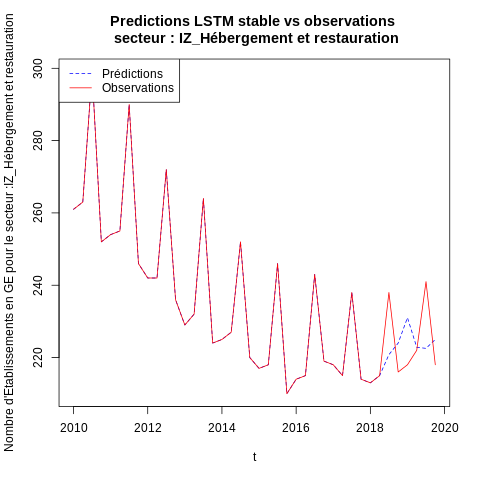 Predictions LSTM stable vs observations
secteur : IZ_Hébergement et restauration
Nombre d'Etablissements en GE pour le secteur :IZ_Hébergement et restauration
Prédictions
Observations
300
280
260
240
220
2010
2012
2014
2016
2018
2020
t